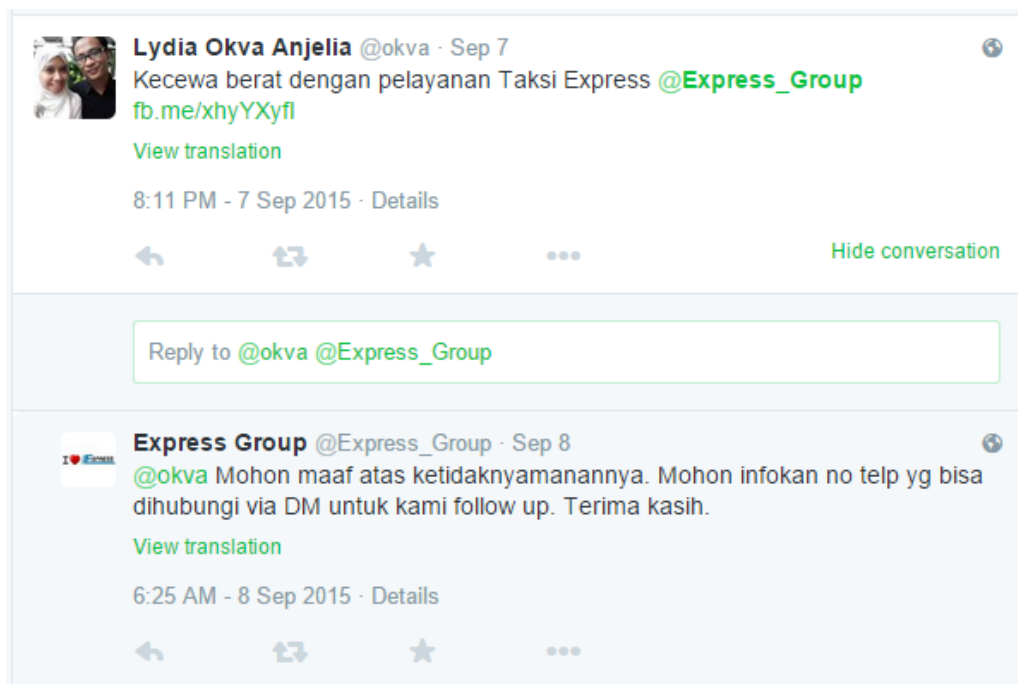 Lydia Okva Anjelia @okva · Sep 7
Kecewa berat dengan pelayanan Taksi Express @Express_Group
fb.me/xhyYXyfl
View translation
8:11 PM - 7 Sep 2015 · Details
Hide conversation
Reply to @okva @Express_Group
I Express
Express Group @Express_Group · Sep 8
@okva Mohon maaf atas ketidaknyamanannya. Mohon infokan no telp yg bisa
dihubungi via DM untuk kami follow up. Terima kasih.
View translation
6:25 AM - 8 Sep 2015 · Details